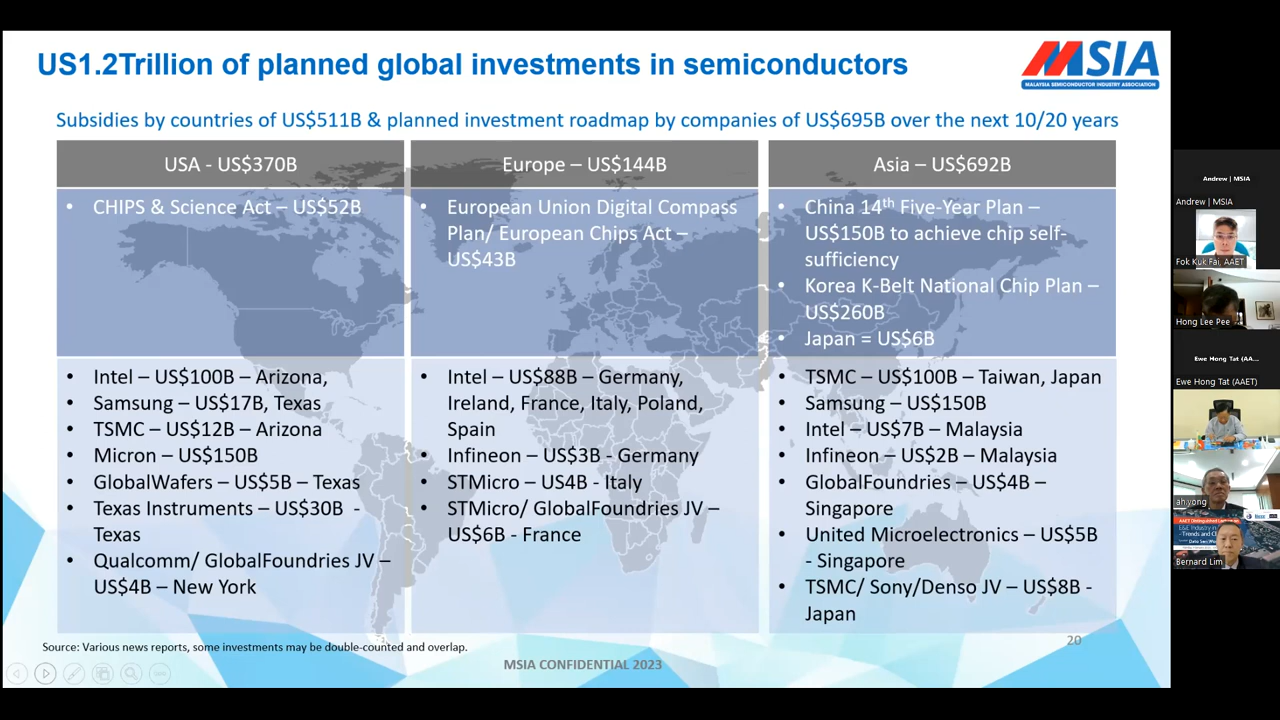 US1.2Trillion of planned global investments in semiconductors
MSIA
MALAYSIA SEMICONDUCTOR INDUSTRY ASSOCIATION
Subsidies by countries of US$511B & planned investment roadmap by companies of US$695B over the next 10/20 years
USA - US$370B
• CHIPS & Science Act – US$52B
• Intel – US$100B – Arizona,
• Samsung – US$17B, Texas
• TSMC – US$12B – Arizona
• Micron – US$150B
• GlobalWafers – US$5B – Texas
• Texas Instruments – US$30B -
Texas
• Qualcomm/ GlobalFoundries JV –
US$4B – New York
Europe – US$144B
• European Union Digital Compass
Plan/ European Chips Act –
US$43B
• Intel – US$88B – Germany,
Ireland, France, Italy, Poland,
Spain
• Infineon – US$3B - Germany
• STMicro – US4B - Italy
• STMicro/ GlobalFoundries JV –
US$6B - France
Asia – US$692B
• China 14th Five-Year Plan –
US$150B to achieve chip self-
sufficiency
• Korea K-Belt National Chip Plan –
US$260B
• Japan = US$6B
• TSMC – US$100B – Taiwan, Japan
• Samsung – US$150B
• Intel – US$7B – Malaysia
• Infineon – US$2B – Malaysia
• GlobalFoundries – US$4B –
Singapore
• United Microelectronics – US$5B
- Singapore
• TSMC/ Sony/Denso JV – US$8B -
Japan
Source: Various news reports, some investments may be double-counted and overlap.
20
MSIA CONFIDENTIAL 2023
Andrew | MSIA
Andrew | MSIA
Fok Kuk Fai, AAET
Hong Lee Pee
Ewe Hong Tat (AA...
Ewe Hong Tat (AAET)
ah.yong
AAET Distinguished
E&E Industry in
- Trends and
Bernard Lim